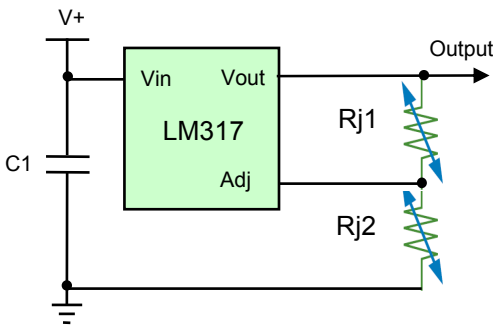 V+
Output
Vin
Vout
LM317
Rj1
C1
Adj
Rj2